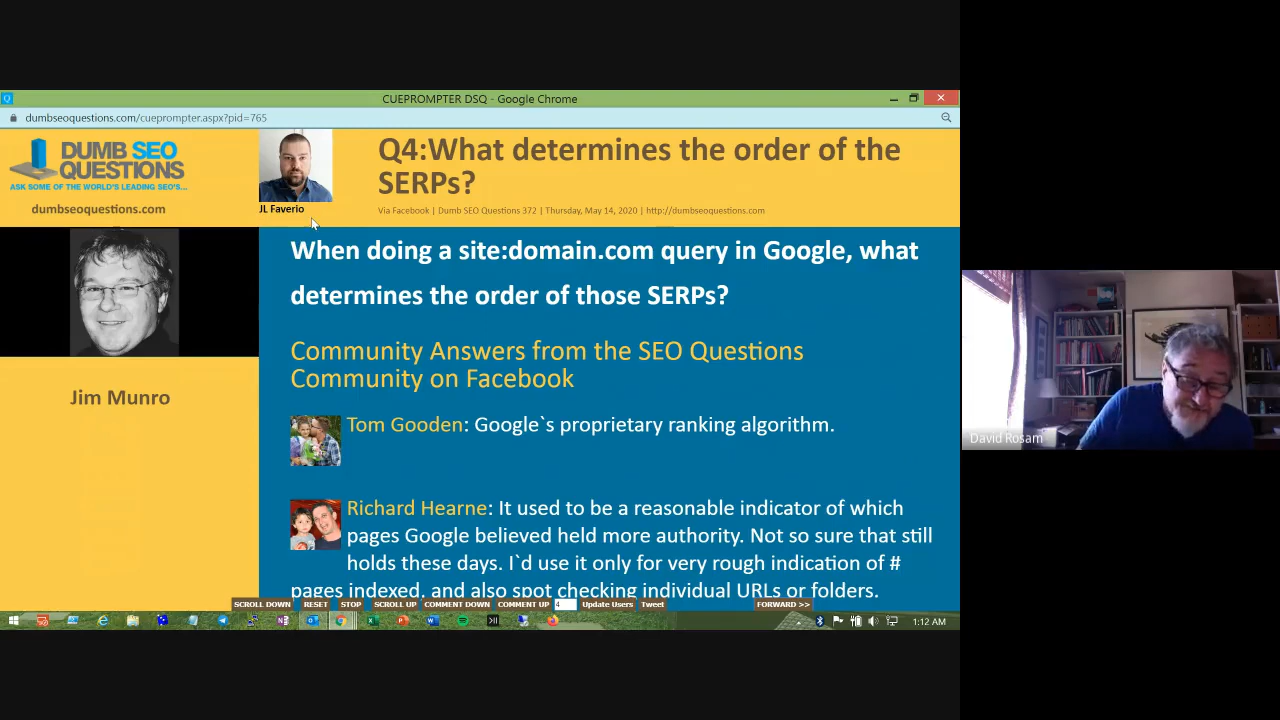 CUEPROMPTER DSQ - Google Chrome
dumbseoquestions.com/cueprompter.aspx?pid=765
DUMB SEO
QUESTIONS
ASK SOME OF THE WORLD'S LEADING SEO'S...
dumbseoquestions.com
JL Faverio
Q4:What determines the order of the
SERPs?
Via Facebook | Dumb SEO Questions 372 | Thursday, May 14, 2020 | http://dumbseoquestions.com
Jim Munro
When doing a site:domain.com query in Google, what
determines the order of those SERPs?
Community Answers from the SEO Questions
Community on Facebook
Tom Gooden: Google`s proprietary ranking algorithm.
Richard Hearne: It used to be a reasonable indicator of which
pages Google believed held more authority. Not so sure that still
holds these days. I`d use it only for very rough indication of #
pages indexed, and also spot checking individual URLs or folders.
SCROLL DOWN RESET STOP SCROLL UP COMMENT DOWN COMMENT UP 4 Update Users Tweet FORWARD >>
1:12 AM
David Rosam